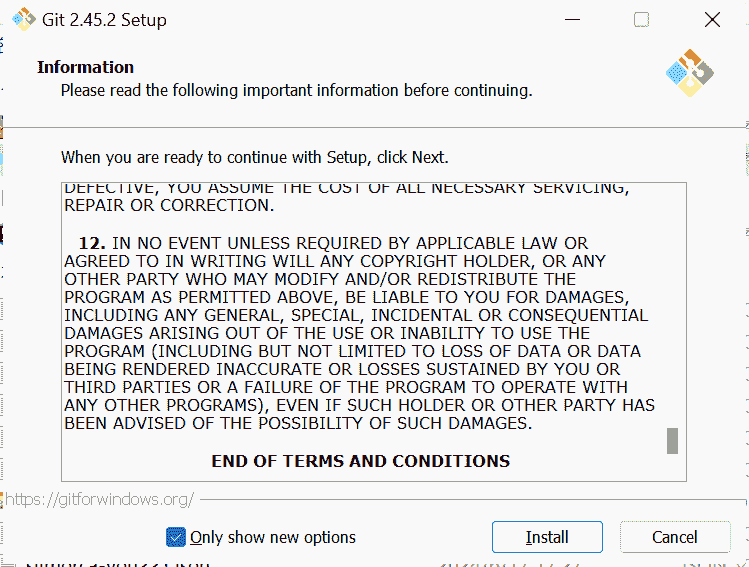 Git 2.45.2 Setup
Information
Please read the following important information before continuing.
When you are ready to continue with Setup, click Next.
DEFECTIVE, YOU ASSUME THE COST OF ALL NECESSARY SERVICING,
REPAIR OR CORRECTION.
12. IN NO EVENT UNLESS REQUIRED BY APPLICABLE LAW OR
AGREED TO IN WRITING WILL ANY COPYRIGHT HOLDER, OR ANY
OTHER PARTY WHO MAY MODIFY AND/OR REDISTRIBUTE THE
PROGRAM AS PERMITTED ABOVE, BE LIABLE TO YOU FOR DAMAGES,
INCLUDING ANY GENERAL, SPECIAL, INCIDENTAL OR CONSEQUENTIAL
DAMAGES ARISING OUT OF THE USE OR INABILITY TO USE THE
PROGRAM (INCLUDING BUT NOT LIMITED TO LOSS OF DATA OR DATA
BEING RENDERED INACCURATE OR LOSSES SUSTAINED BY YOU OR
THIRD PARTIES OR A FAILURE OF THE PROGRAM TO OPERATE WITH
ANY OTHER PROGRAMS), EVEN IF SUCH HOLDER OR OTHER PARTY HAS
BEEN ADVISED OF THE POSSIBILITY OF SUCH DAMAGES.
END OF TERMS AND CONDITIONS
https://gitforwindows.org/
Only show new options
Install
Cancel